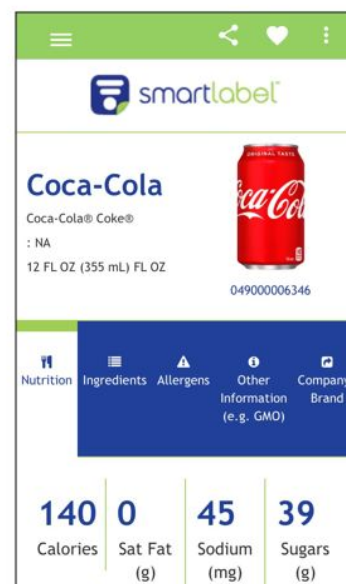 smartlabel™
Coca-Cola
Coca-Cola® Coke®
: NA
12 FL OZ (355 mL) FL OZ
ORIGINAL TASTE
Coca-Cola
049000006346
Nutrition
Ingredients
Allergens
Other
Information
(e.g. GMO)
Company
Brand
140
Calories
0
Sat Fat
(g)
45
Sodium
(mg)
39
Sugars
(g)